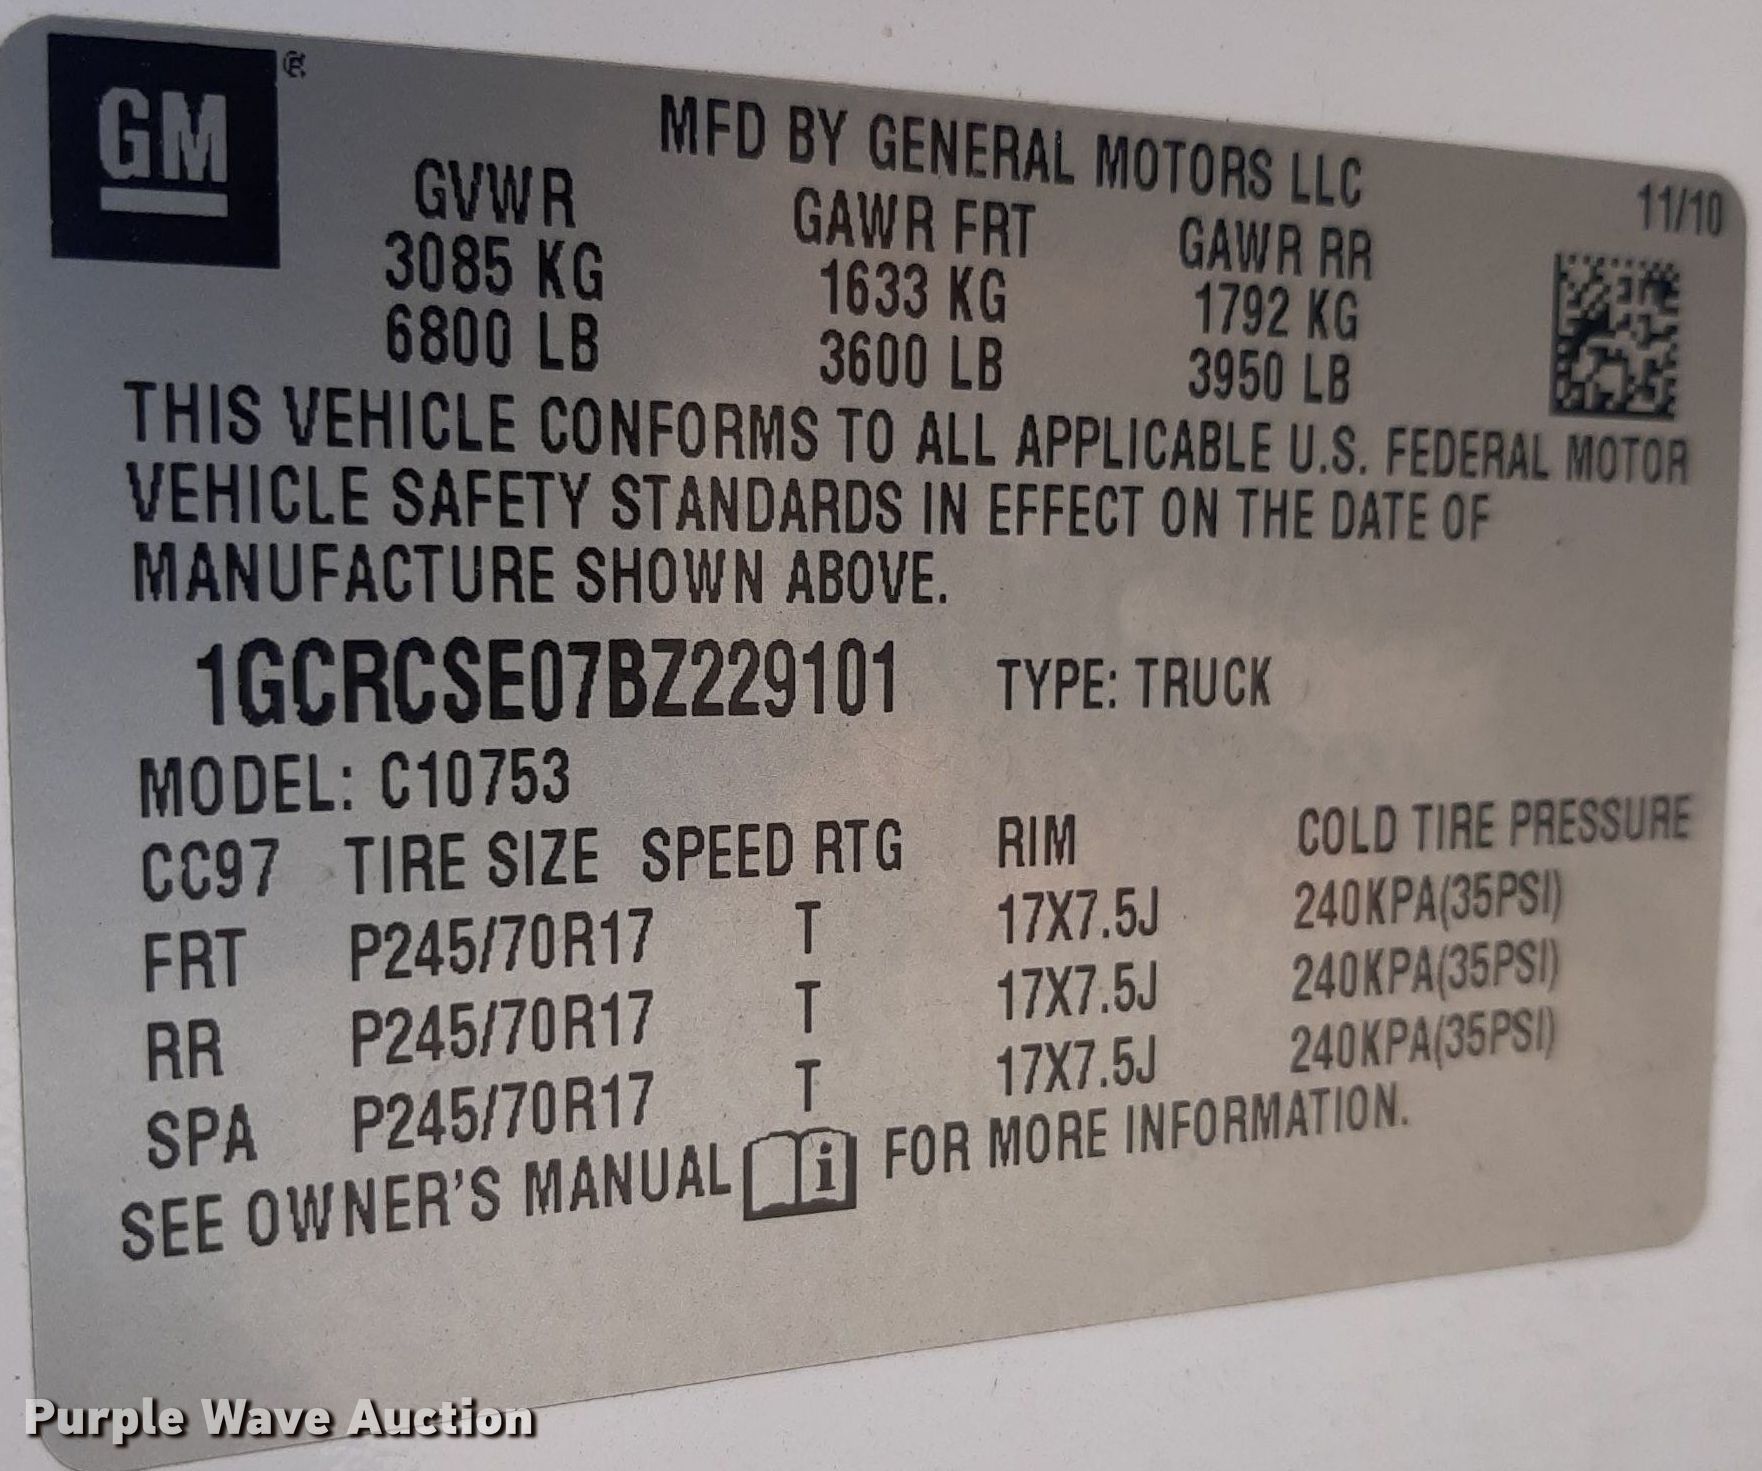 GM®
MFD BY GENERAL MOTORS LLC
11/10
GVWR GAWR FRT GAWR RR
3085 KG 1633 KG 1792 KG
6800 LB 3600 LB 3950 LB
THIS VEHICLE CONFORMS TO ALL APPLICABLE U.S. FEDERAL MOTOR
VEHICLE SAFETY STANDARDS IN EFFECT ON THE DATE OF
MANUFACTURE SHOWN ABOVE.
1GCRCSE07BZ229101 TYPE: TRUCK
MODEL: C10753
CC97 TIRE SIZE SPEED RTG RIM COLD TIRE PRESSURE
FRT P245/70R17 T 17X7.5J 240KPA(35PSI)
RR P245/70R17 T 17X7.5J 240KPA(35PSI)
SPA P245/70R17 T 17X7.5J 240KPA(35PSI)
SEE OWNER'S MANUAL i FOR MORE INFORMATION.
Purple Wave Auction